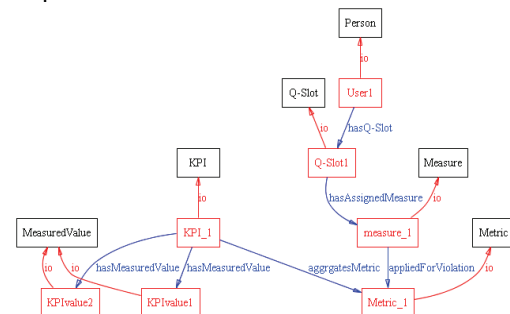 Person
io
Q-Slot
User1
io
hasQ-Slot
KPI
Q-Slot1
Measure
io
hasAssignedMeasure
io
MeasuredValue
KPI_1
measure_1
Metric
hasMeasuredValue
hasMeasuredValue
aggrgatesMetric
appliedForViolation
io
io
io
KPIvalue2
KPIvalue1
Metric_1